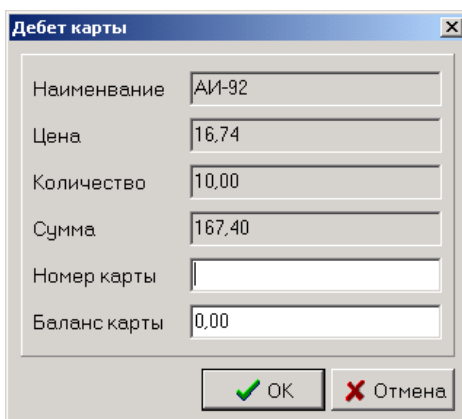 Дебет карты
Наименвание АИ-92
Цена 16,74
Количество 10,00
Сумма 167,40
Номер карты
Баланс карты 0,00
OK Отмена